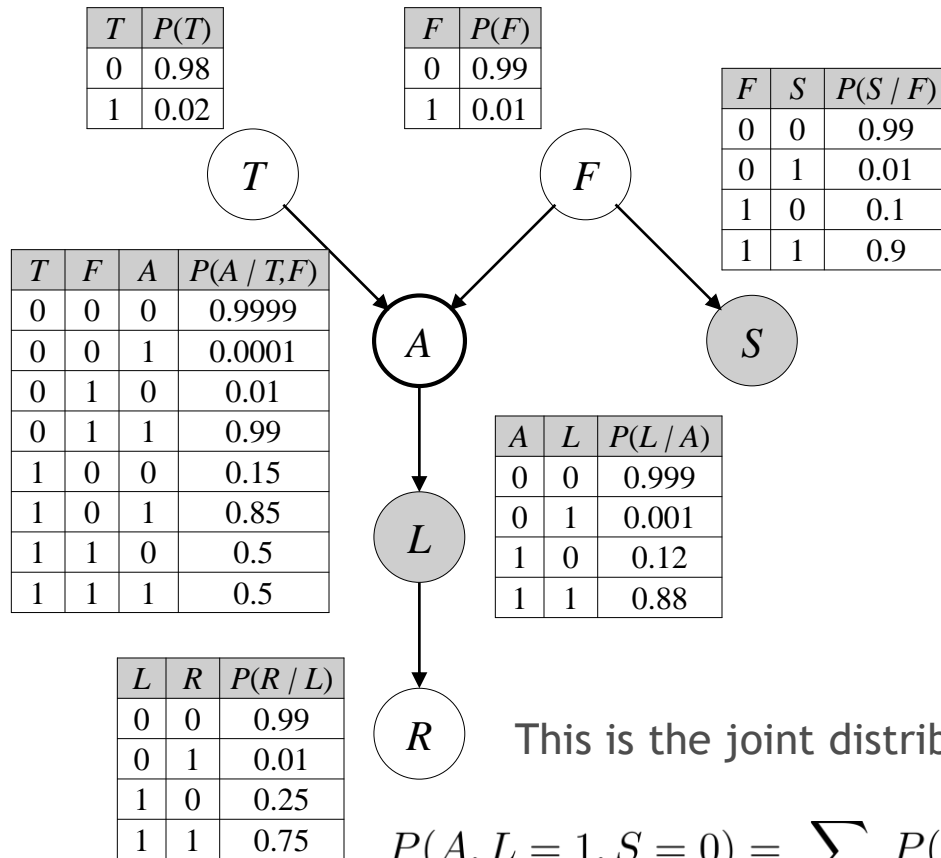 T P(T)
0 0.98
1 0.02
F P(F)
0 0.99
1 0.01
F S P(S / F)
0 0 0.99
0 1 0.01
1 0 0.1
1 1 0.9
T
F
T F A P(A / T,F)
0 0 0 0.9999
0 0 1 0.0001
0 1 0 0.01
0 1 1 0.99
1 0 0 0.15
1 0 1 0.85
1 1 0 0.5
1 1 1 0.5
A
S
A L P(L / A)
0 0 0.999
0 1 0.001
1 0 0.12
1 1 0.88
L
L R P(R / L)
0 0 0.99
0 1 0.01
1 0 0.25
1 1 0.75
R
This is the joint distrib
P(A, L = 1, S = 0) = ∑ P(